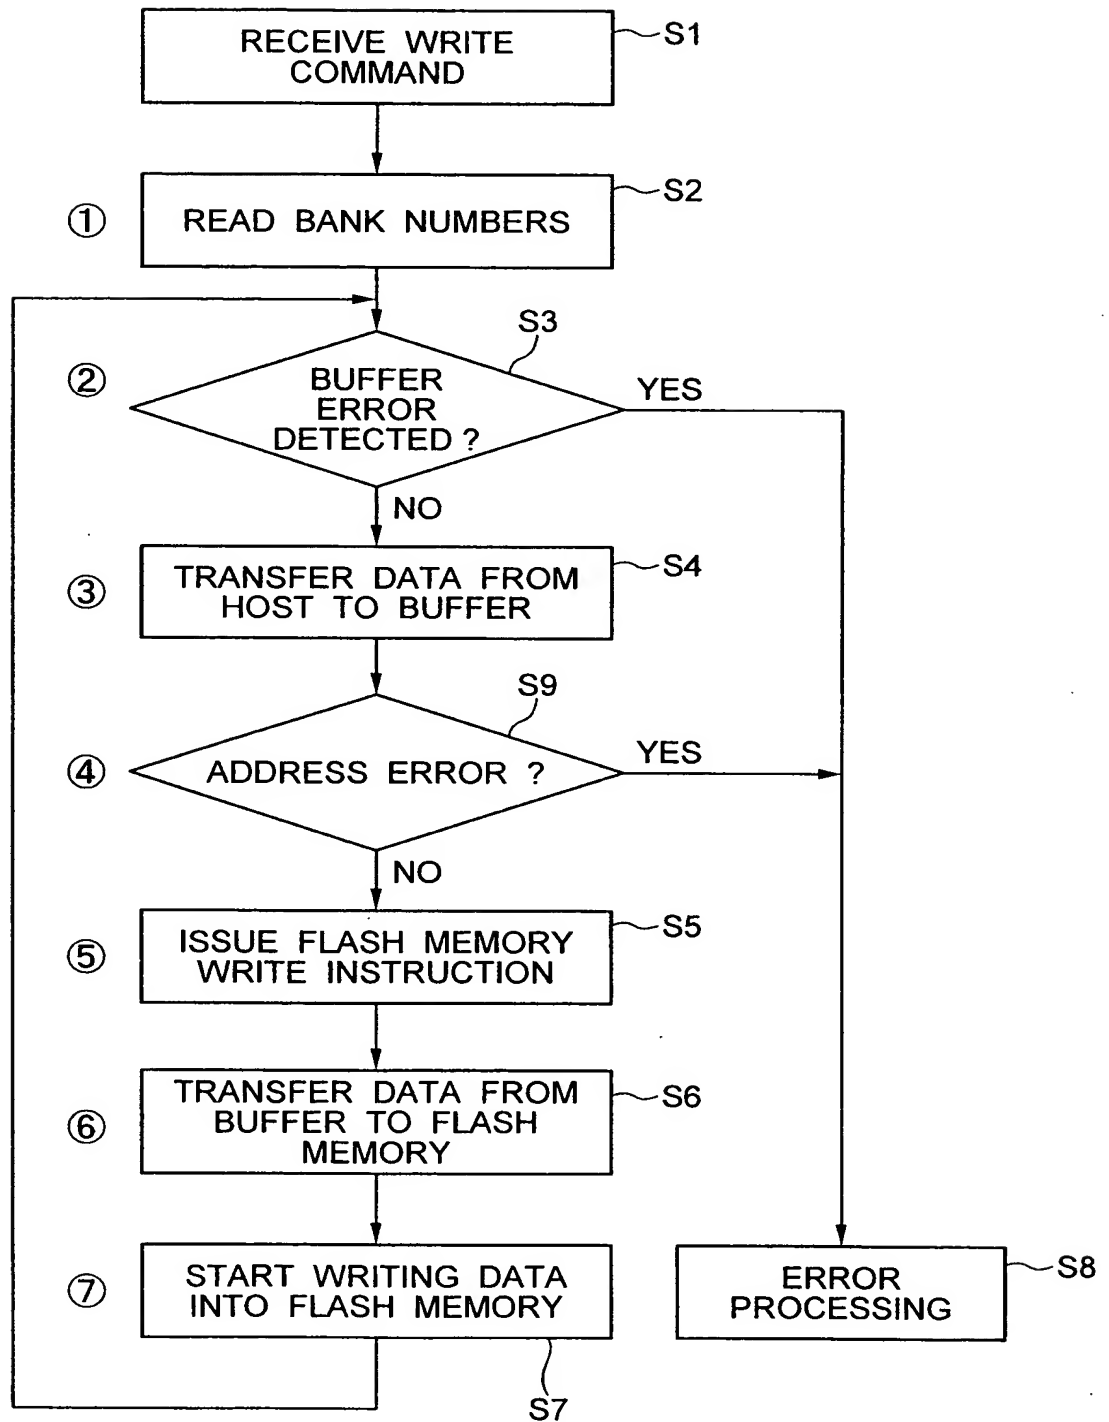 RECEIVE WRITE
COMMAND
S1
① READ BANK NUMBERS
S2
②
S3
BUFFER
ERROR
DETECTED ?
YES
NO
③
TRANSFER DATA FROM
HOST TO BUFFER
S4
④
S9
ADDRESS ERROR ?
YES
NO
⑤
ISSUE FLASH MEMORY
WRITE INSTRUCTION
S5
⑥
TRANSFER DATA FROM
BUFFER TO FLASH
MEMORY
S6
⑦
START WRITING DATA
INTO FLASH MEMORY
S7
ERROR
PROCESSING
S8